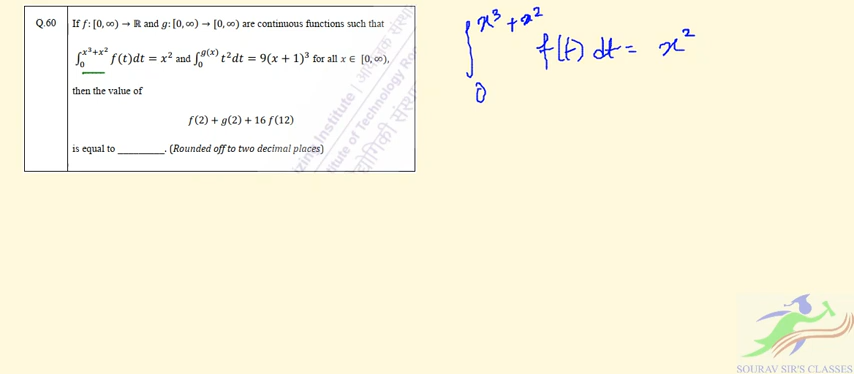 Q.60 If f: [0, ∞) → ℝ and g: [0, ∞) → [0, ∞) are continuous functions such that
∫₀^{x³+x²} f(t)dt = x² and ∫₀^{g(x)} t²dt = 9(x + 1)³ for all x ∈ [0, ∞),
then the value of
f(2) + g(2) + 16 f(12)
is equal to _________. (Rounded off to two decimal places)
∫₀^{x³+x²} f(t) dt = x²
SOURAV SIR'S CLASSES